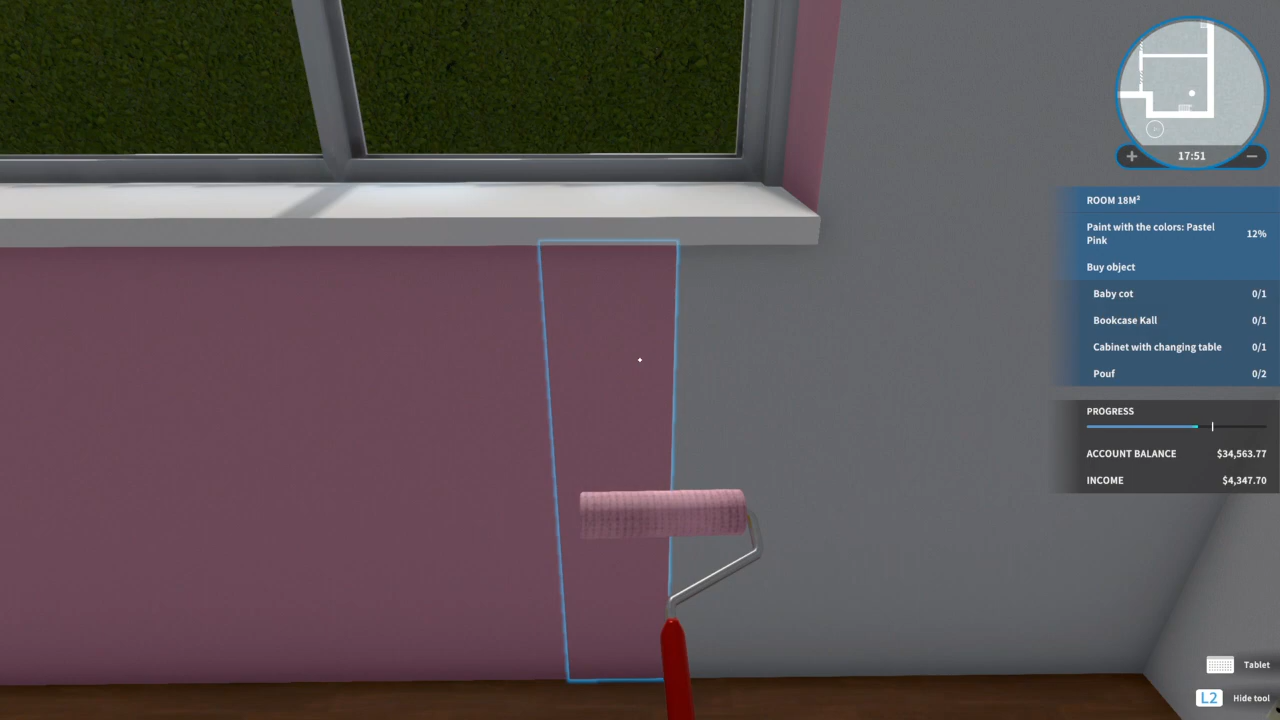 17:51
ROOM 18M²
Paint with the colors: Pastel
Pink
12%
Buy object
Baby cot 0/1
Bookcase Kall 0/1
Cabinet with changing table 0/1
Pouf 0/2
PROGRESS
ACCOUNT BALANCE $34,563.77
INCOME $4,347.70
Tablet
L2 Hide tool